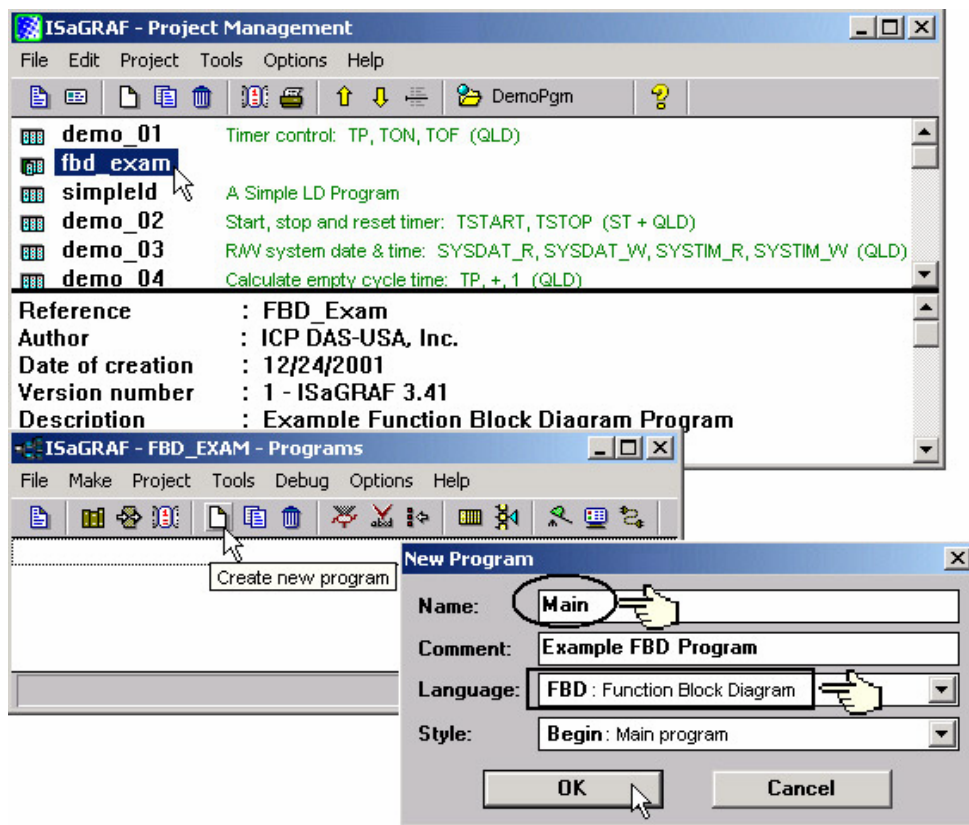 ISaGRAF - Project Management
File Edit Project Tools Options Help
DemoPgm
demo_01 Timer control: TP, TON, TOF (QLD)
fbd_exam
simpleld A Simple LD Program
demo_02 Start, stop and reset timer: TSTART, TSTOP (ST + QLD)
demo_03 R/W system date & time: SYSDAT_R, SYSDAT_W, SYSTIM_R, SYSTIM_W (QLD)
demo_04 Calculate empty cycle time: TP, +, 1 (QLD)
Reference : FBD_Exam
Author : ICP DAS-USA, Inc.
Date of creation : 12/24/2001
Version number : 1 - ISaGRAF 3.41
Description : Example Function Block Diagram Program
ISaGRAF - FBD_EXAM - Programs
File Make Project Tools Debug Options Help
Create new program
New Program
Name: Main
Comment: Example FBD Program
Language: FBD : Function Block Diagram
Style: Begin : Main program
OK Cancel